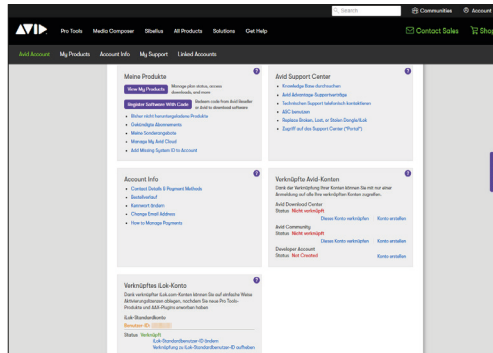 Search
Communities
Account
AVID
Pro Tools
Media Composer
Sibelius
All Products
Solutions
Get Help
Contact Sales
Shop
Avid Account
My Products
Account Info
My Support
Linked Accounts
Meine Produkte
View My Products
Manage plan status, access
downloads, and more
Register Software With Code
Redeem code from Avid Reseller
or Avid to download software
Bisher nicht heruntergeladene Produkte
Gekündigte Abonnements
Meine Sonderangebote
Manage My Avid Cloud
Add Missing System ID to Account
Avid Support Center
Knowledge Base durchsuchen
Avid Advantage-Supportverträge
Technischen Support telefonisch kontaktieren
ASC benutzen
Replace Broken, Lost, or Stolen Dongle/iLok
Zugriff auf das Support Center ("Portal")
Account Info
Contact Details & Payment Methods
Bestellverlauf
Kennwort ändern
Change Email Address
How to Manage Payments
Verknüpfte Avid-Konten
Dank der Verknüpfung Ihrer Konten können Sie mit nur einer
Anmeldung auf alle Ihre verknüpften Konten zugreifen.
Avid Download Center
Status Nicht verknüpft
Dieses Konto verknüpfen Konto erstellen
Avid Community
Status Nicht verknüpft
Dieses Konto verknüpfen Konto erstellen
Developer Account
Status Not Created Konto erstellen
Verknüpftes iLok-Konto
Dank verknüpfter iLok.com-Konten können Sie auf einfache Weise
Aktivierungslizenzen ablegen, nachdem Sie neue Pro Tools-
Produkte und AAX-Plugins erworben haben
iLok-Standardkonto
Benutzer-ID:
Status Verknüpft
iLok-Standardbenutzer-ID ändern
Verknüpfung zu iLok-Standardbenutzer-ID aufheben